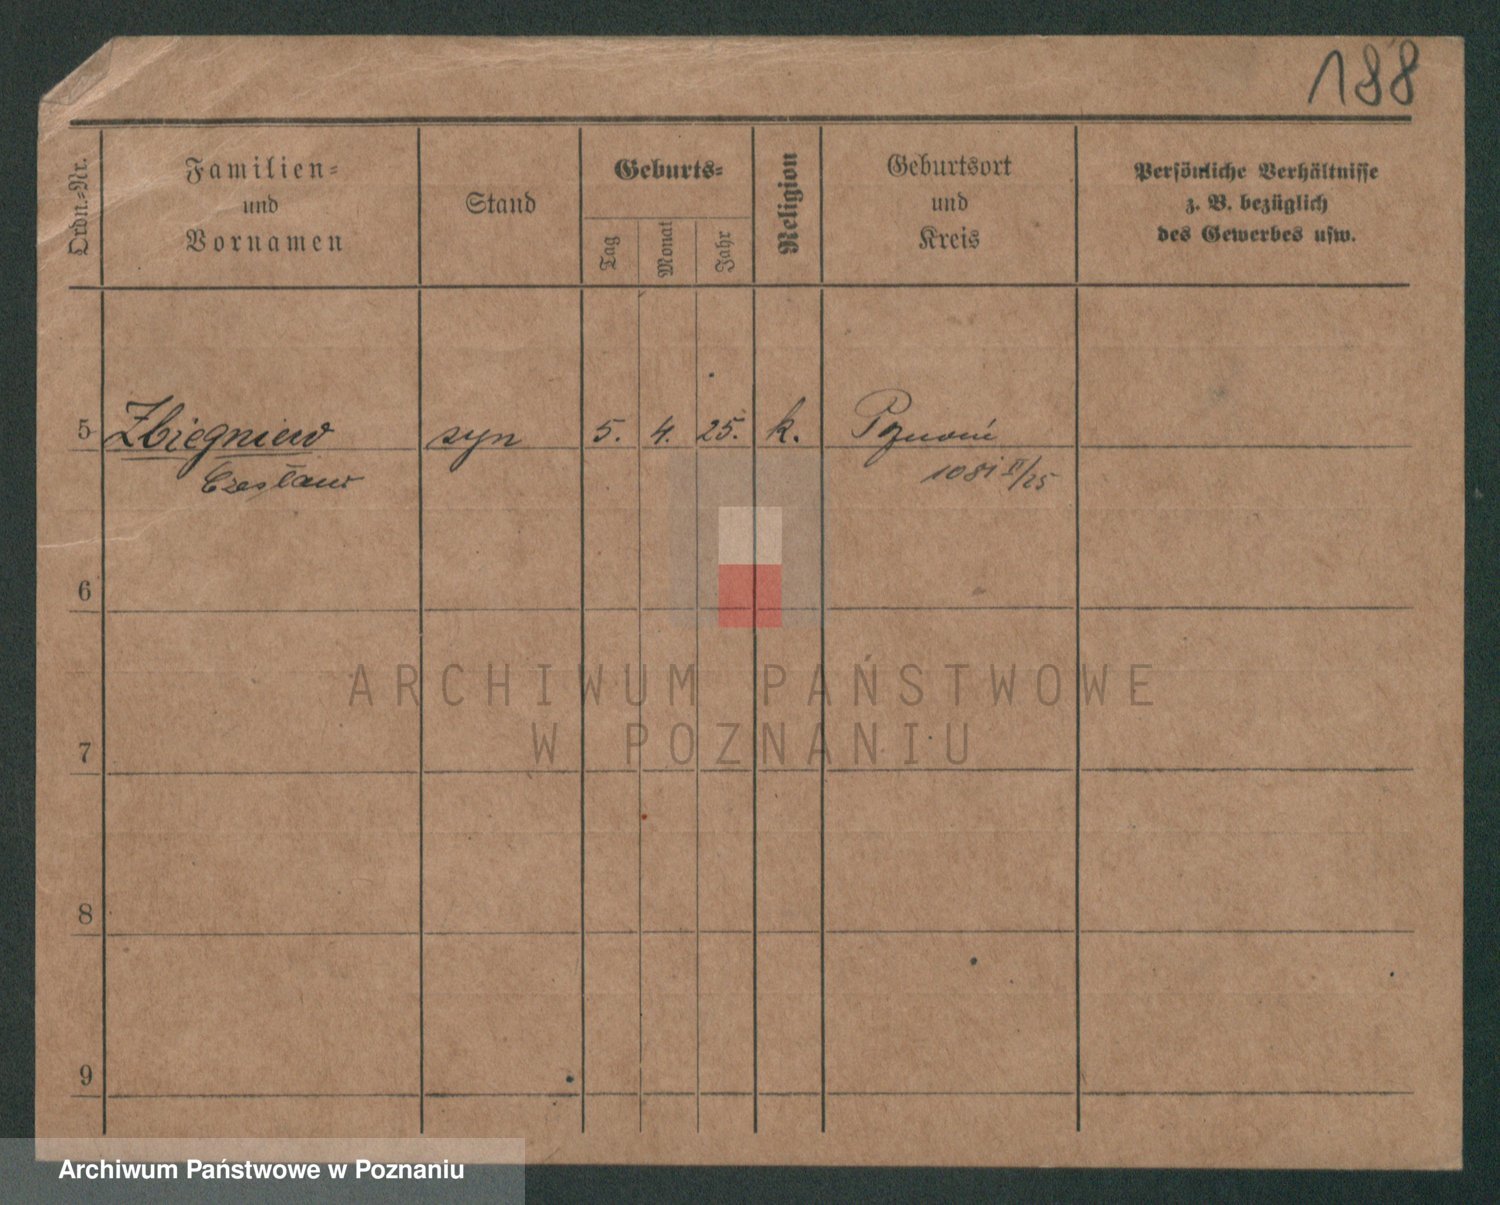 188
Ordn.-Nr.
Familien-
und
Vornamen
Stand
Geburts-
Tag
Monat
Jahr
Religion
Geburtsort
und
Kreis
Persönliche Verhältnisse
z. B. bezüglich
des Gewerbes usw.
5 Zbigniew syn 5. 4. 25. k. Poznań
Czesław 1081 II/25
6
ARCHIWUM PAŃSTWOWE
W POZNANIU
7
8
9
Archiwum Państwowe w Poznaniu